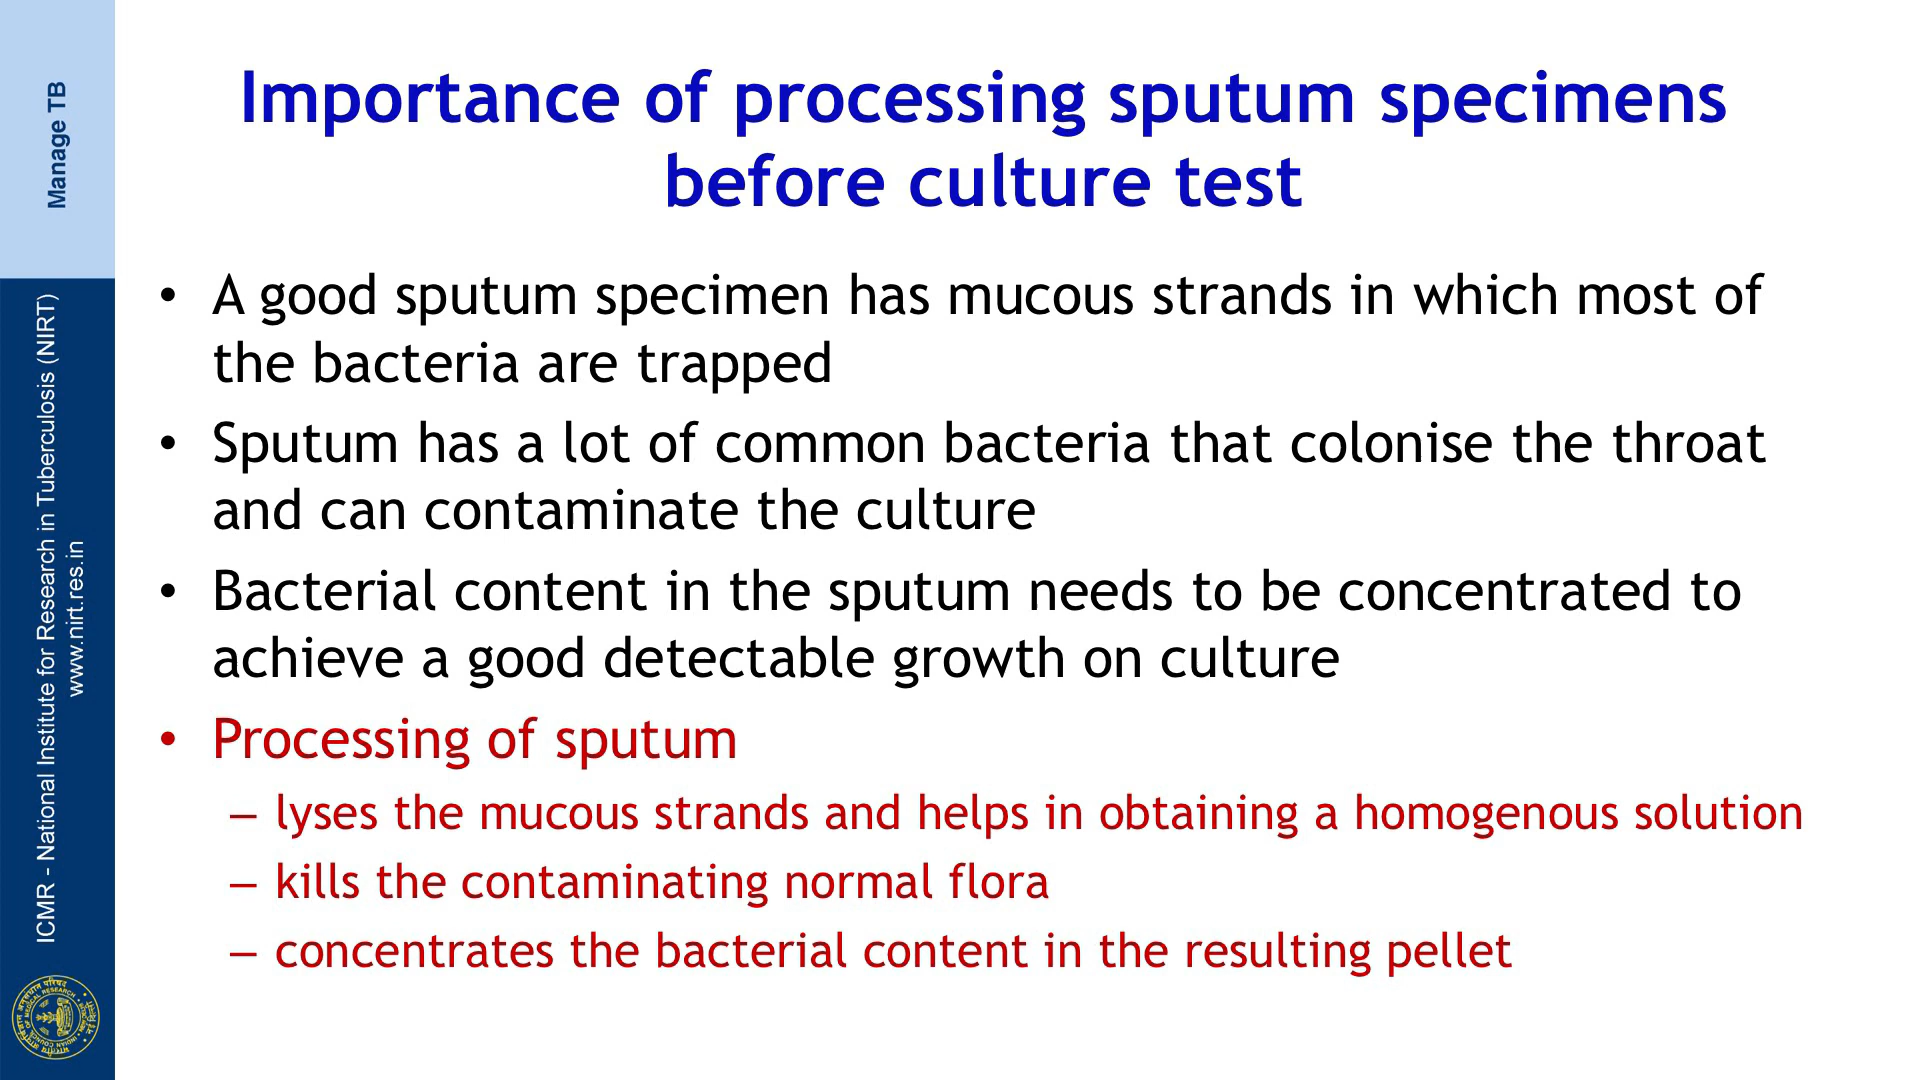 Manage TB
ICMR - National Institute for Research in Tuberculosis (NIRT)
www.nirt.res.in
Importance of processing sputum specimens
before culture test
• A good sputum specimen has mucous strands in which most of
the bacteria are trapped
• Sputum has a lot of common bacteria that colonise the throat
and can contaminate the culture
• Bacterial content in the sputum needs to be concentrated to
achieve a good detectable growth on culture
• Processing of sputum
– lyses the mucous strands and helps in obtaining a homogenous solution
– kills the contaminating normal flora
– concentrates the bacterial content in the resulting pellet